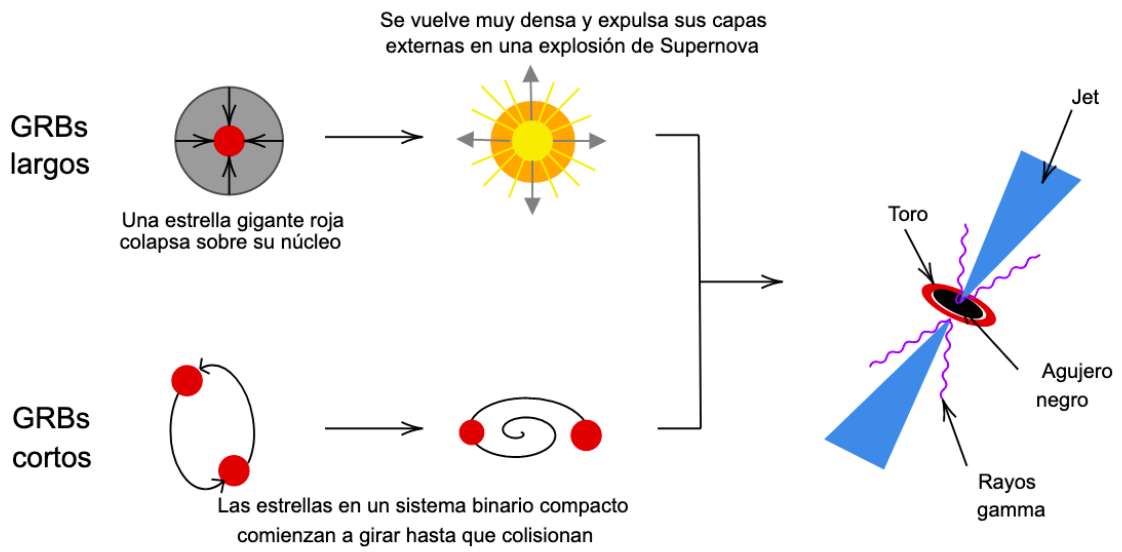 Se vuelve muy densa y expulsa sus capas
externas en una explosión de Supernova
GRBs
largos
Una estrella gigante roja
colapsa sobre su núcleo
Jet
Toro
Agujero
negro
Rayos
gamma
GRBs
cortos
Las estrellas en un sistema binario compacto
comienzan a girar hasta que colisionan